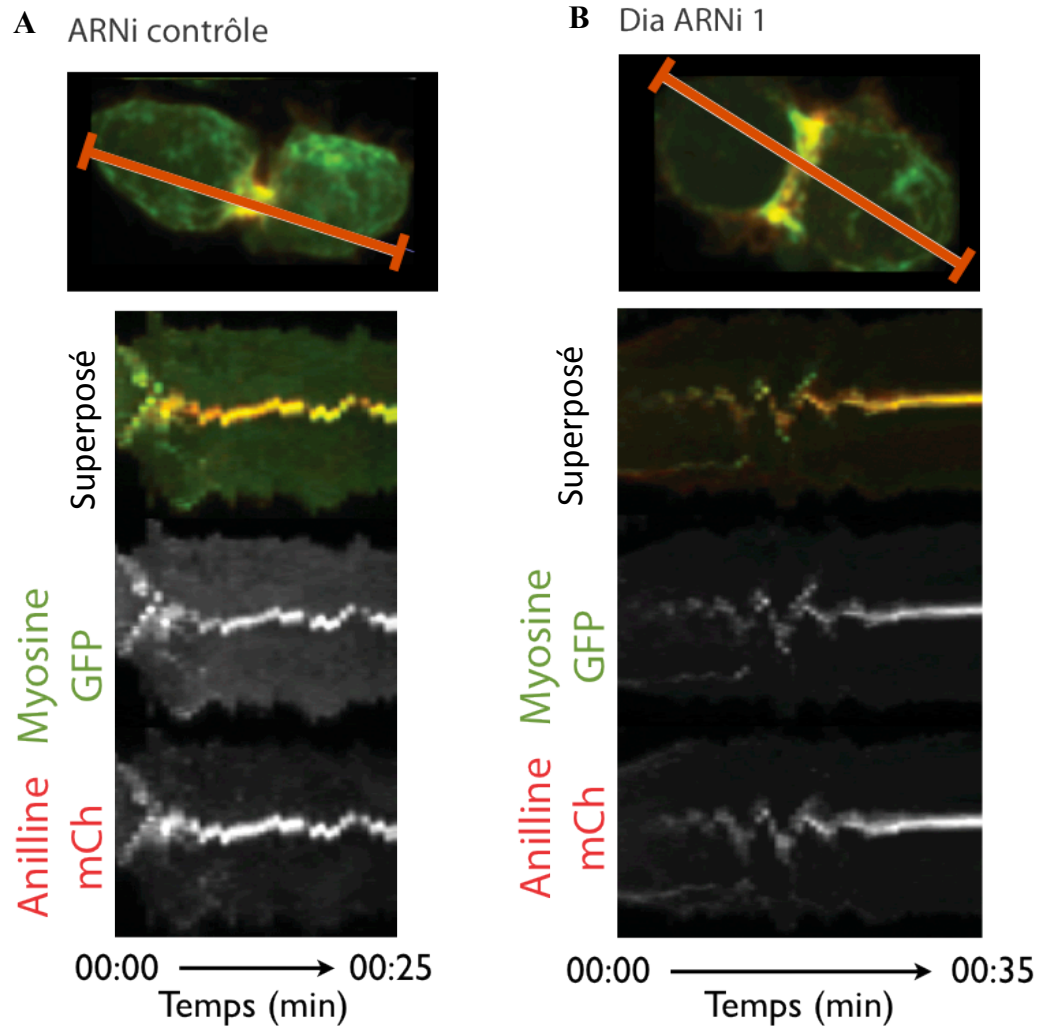 A ARNi contrôle
Superposé
Myosine
GFP
Anilline
mCh
00:00 00:25
Temps (min)
B Dia ARNi 1
Superposé
Myosine
GFP
Anilline
mCh
00:00 00:35
Temps (min)